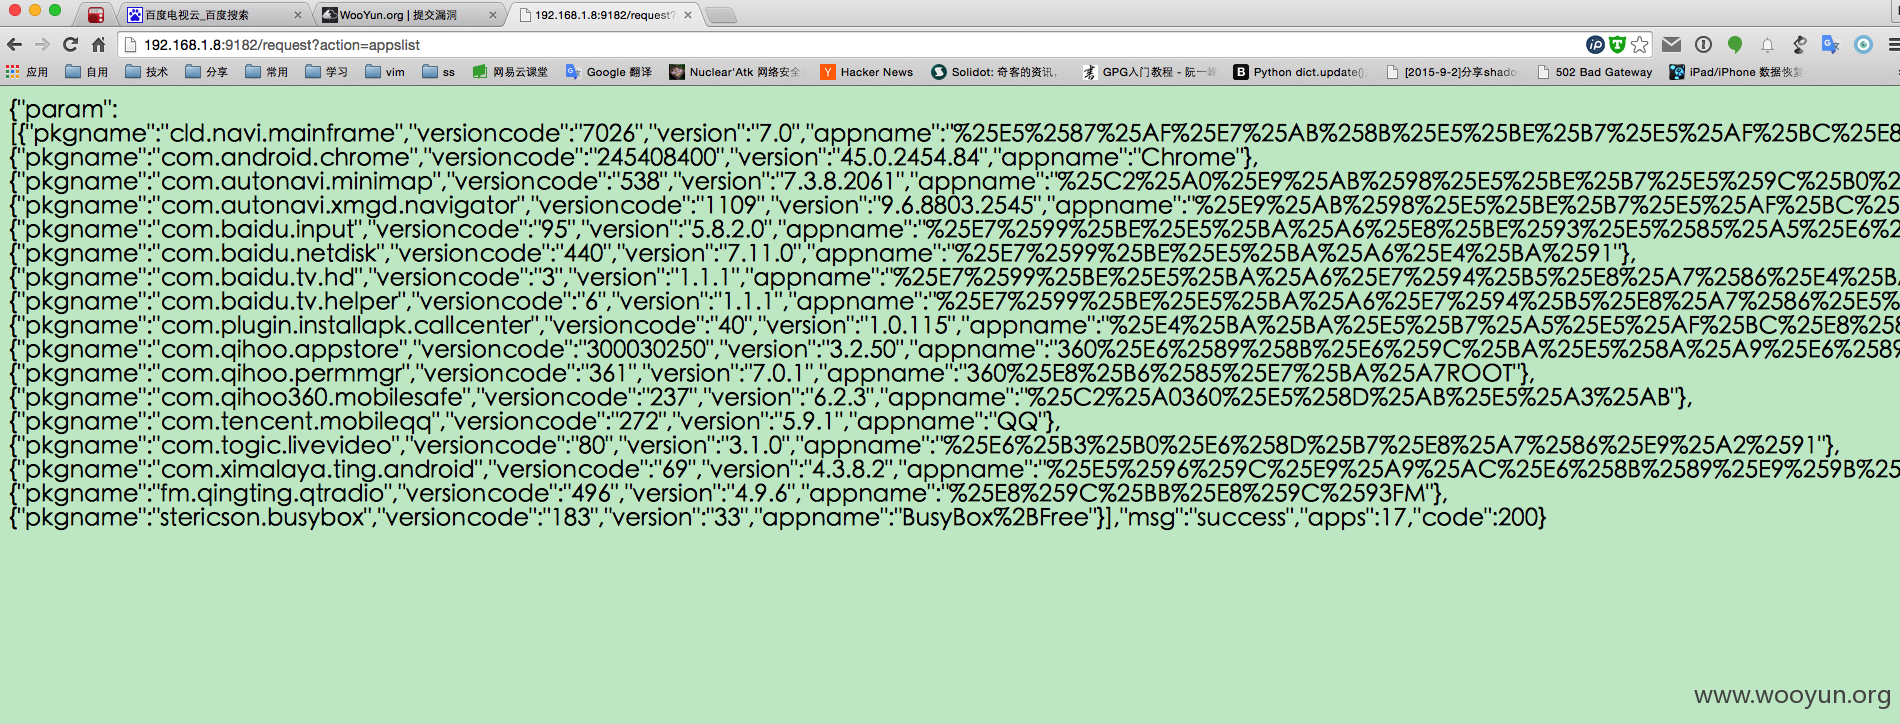 百度电视云_百度搜索
WooYun.org | 提交漏洞
192.168.1.8:9182/request?
192.168.1.8:9182/request?action=appslist
应用 自用 技术 分享 常用 学习 vim ss 网易云课堂 Google 翻译 Nuclear'Atk 网络安全 Hacker News Solidot: 奇客的资讯, GPG入门教程 - 阮一 Python dict.update() [2015-9-2]分享shado 502 Bad Gateway iPad/iPhone 数据恢复
{"param":
[{"pkgname":"cld.navi.mainframe","versioncode":"7026","version":"7.0","appname":"%25E5%2587%25AF%25E7%25AB%258B%25E5%25BE%25B7%25E5%25AF%25BC%25E8
{"pkgname":"com.android.chrome","versioncode":"245408400","version":"45.0.2454.84","appname":"Chrome"},
{"pkgname":"com.autonavi.minimap","versioncode":"538","version":"7.3.8.2061","appname":"%25C2%25A0%25E9%25AB%2598%25E5%25BE%25B7%25E5%259C%25B0%2
{"pkgname":"com.autonavi.xmgd.navigator","versioncode":"1109","version":"9.6.8803.2545","appname":"%25E9%25AB%2598%25E5%25BE%25B7%25E5%25AF%25BC%25
{"pkgname":"com.baidu.input","versioncode":"95","version":"5.8.2.0","appname":"%25E7%2599%25BE%25E5%25BA%25A6%25E8%25BE%2593%25E5%2585%25A5%25E6%2
{"pkgname":"com.baidu.netdisk","versioncode":"440","version":"7.11.0","appname":"%25E7%2599%25BE%25E5%25BA%25A6%25E4%25BA%2591"},
{"pkgname":"com.baidu.tv.hd","versioncode":"3","version":"1.1.1","appname":"%25E7%2599%25BE%25E5%25BA%25A6%25E7%2594%25B5%25E8%25A7%2586%25E4%25BA
{"pkgname":"com.baidu.tv.helper","versioncode":"6","version":"1.1.1","appname":"%25E7%2599%25BE%25E5%25BA%25A6%25E7%2594%25B5%25E8%25A7%2586%25E5%
{"pkgname":"com.plugin.installapk.callcenter","versioncode":"40","version":"1.0.115","appname":"%25E4%25BA%25BA%25E5%25B7%25A5%25E5%25AF%25BC%25E8%258
{"pkgname":"com.qihoo.appstore","versioncode":"300030250","version":"3.2.50","appname":"360%25E6%2589%258B%25E6%259C%25BA%25E5%258A%25A9%25E6%2589
{"pkgname":"com.qihoo.permmgr","versioncode":"361","version":"7.0.1","appname":"360%25E8%25B6%2585%25E7%25BA%25A7ROOT"},
{"pkgname":"com.qihoo360.mobilesafe","versioncode":"237","version":"6.2.3","appname":"%25C2%25A0360%25E5%258D%25AB%25E5%25A3%25AB"},
{"pkgname":"com.tencent.mobileqq","versioncode":"272","version":"5.9.1","appname":"QQ"},
{"pkgname":"com.togic.livevideo","versioncode":"80","version":"3.1.0","appname":"%25E6%25B3%25B0%25E6%258D%25B7%25E8%25A7%2586%25E9%25A2%2591"},
{"pkgname":"com.ximalaya.ting.android","versioncode":"69","version":"4.3.8.2","appname":"%25E5%2596%259C%25E9%25A9%25AC%25E6%258B%2589%25E9%259B%25
{"pkgname":"fm.qingting.qtradio","versioncode":"496","version":"4.9.6","appname":"%25E8%259C%25BB%25E8%259C%2593FM"},
{"pkgname":"stericson.busybox","versioncode":"183","version":"33","appname":"BusyBox%2BFree"}],"msg":"success","apps":17,"code":200}
www.wooyun.org